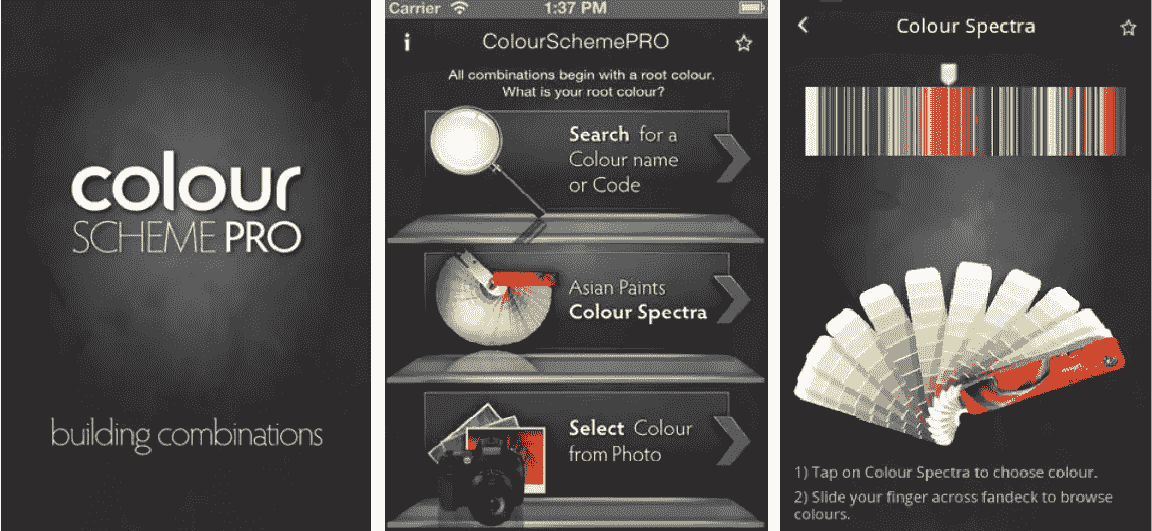 colour
SCHEME PRO
building combinations
Carrier 1:37 PM
i ColourSchemePRO
All combinations begin with a root colour.
What is your root colour?
Search for a
Colour name
or Code
Asian Paints
Colour Spectra
Select Colour
from Photo
Colour Spectra
1) Tap on Colour Spectra to choose colour.
2) Slide your finger across fandeck to browse
colours.